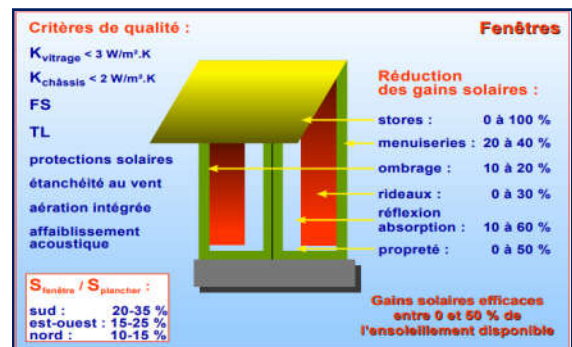 Critères de qualité :
Fenêtres
Kvitrage < 3 W/m².K
Kchâssis < 2 W/m².K
FS
TL
protections solaires
étanchéité au vent
aération intégrée
affaiblissement
acoustique
Réduction
des gains solaires :
stores : 0 à 100 %
menuiseries : 20 à 40 %
ombrage : 10 à 20 %
rideaux : 0 à 30 %
réflexion
absorption : 10 à 60 %
propreté : 0 à 50 %
Sfenêtre / Splancher :
sud : 20-35 %
est-ouest : 15-25 %
nord : 10-15 %
Gains solaires efficaces
entre 0 et 50 % de
l'ensoleillement disponible